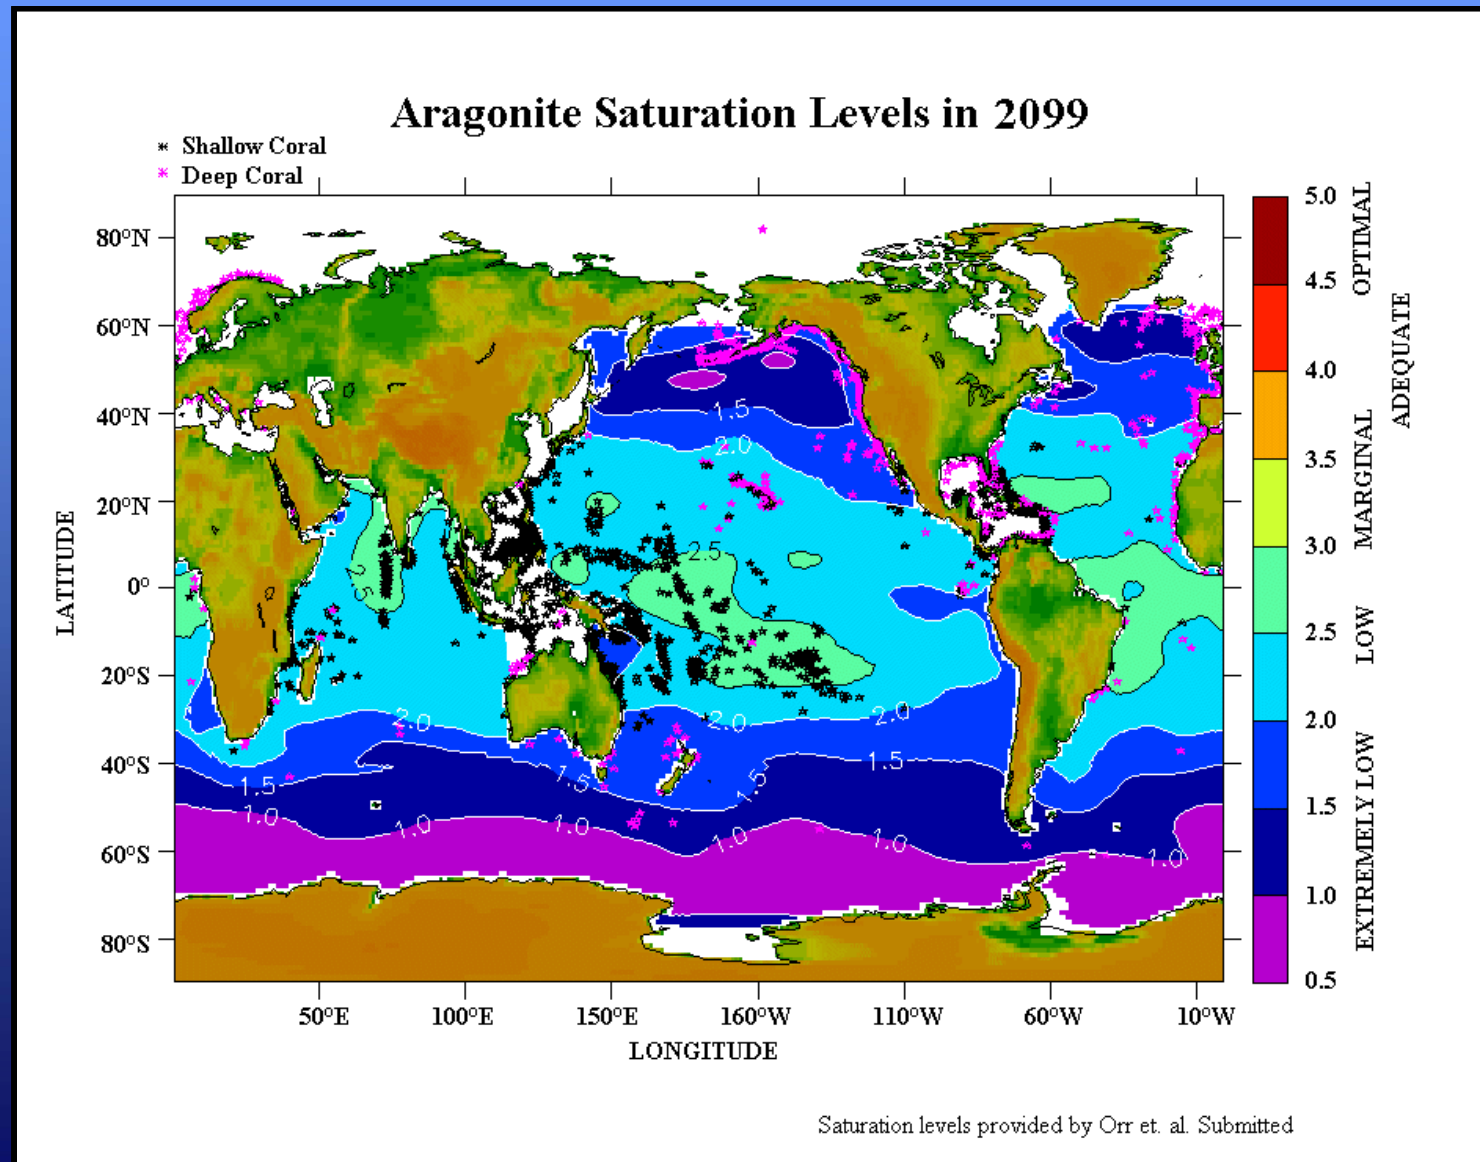 Aragonite Saturation Levels in 2099
* Shallow Coral
* Deep Coral
80°N
60°N
40°N
20°N
0°
20°S
40°S
60°S
80°S
LATITUDE
50°E
100°E
150°E
160°W
110°W
60°W
10°W
LONGITUDE
1.5
2.0
2.5
2.5
2.0
2.0
2.0
1.5
1.5
1.5
1.5
1.0
1.0
1.0
1.0
1.0
1.0
5.0
4.5
4.0
3.5
3.0
2.5
2.0
1.5
1.0
0.5
OPTIMAL
ADEQUATE
MARGINAL
LOW
EXTREMELY LOW
Saturation levels provided by Orr et. al. Submitted